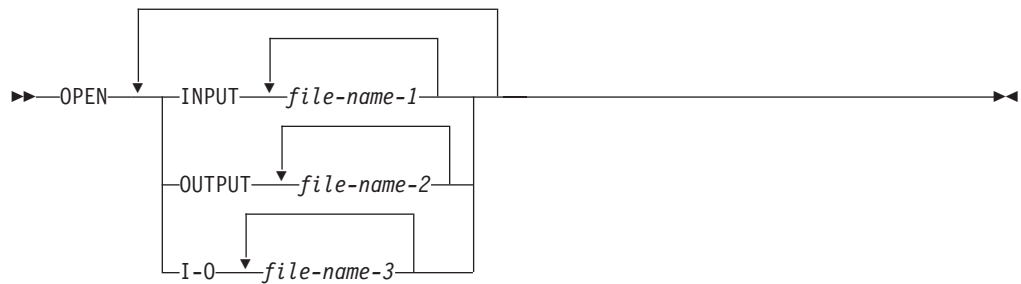 OPEN INPUT file-name-1
OUTPUT file-name-2
I-O file-name-3